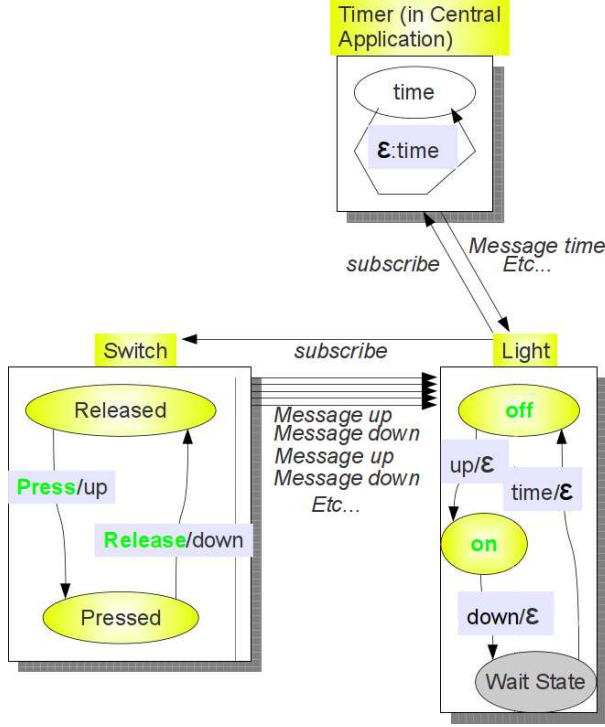 Timer (in Central
Application)
time
Ɛ:time
subscribe
Message time
Etc...
Switch
subscribe
Light
Released
Press/up
Release/down
Pressed
Message up
Message down
Message up
Message down
Etc...
off
up/Ɛ
time/Ɛ
on
down/Ɛ
Wait State